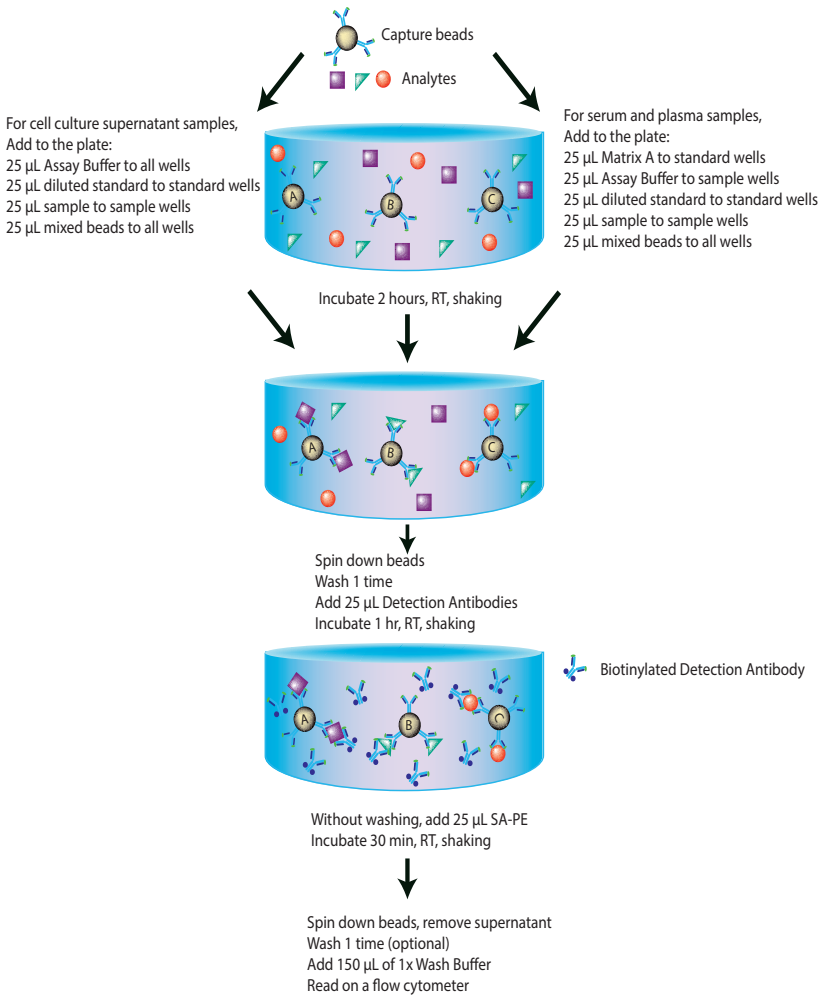 Capture beads
Analytes
For cell culture supernatant samples,
Add to the plate:
25 µL Assay Buffer to all wells
25 µL diluted standard to standard wells
25 µL sample to sample wells
25 µL mixed beads to all wells
For serum and plasma samples,
Add to the plate:
25 µL Matrix A to standard wells
25 µL Assay Buffer to sample wells
25 µL diluted standard to standard wells
25 µL sample to sample wells
25 µL mixed beads to all wells
A
B
C
Incubate 2 hours, RT, shaking
A
B
C
Spin down beads
Wash 1 time
Add 25 µL Detection Antibodies
Incubate 1 hr, RT, shaking
Biotinylated Detection Antibody
A
B
C
Without washing, add 25 µL SA-PE
Incubate 30 min, RT, shaking
Spin down beads, remove supernatant
Wash 1 time (optional)
Add 150 µL of 1x Wash Buffer
Read on a flow cytometer